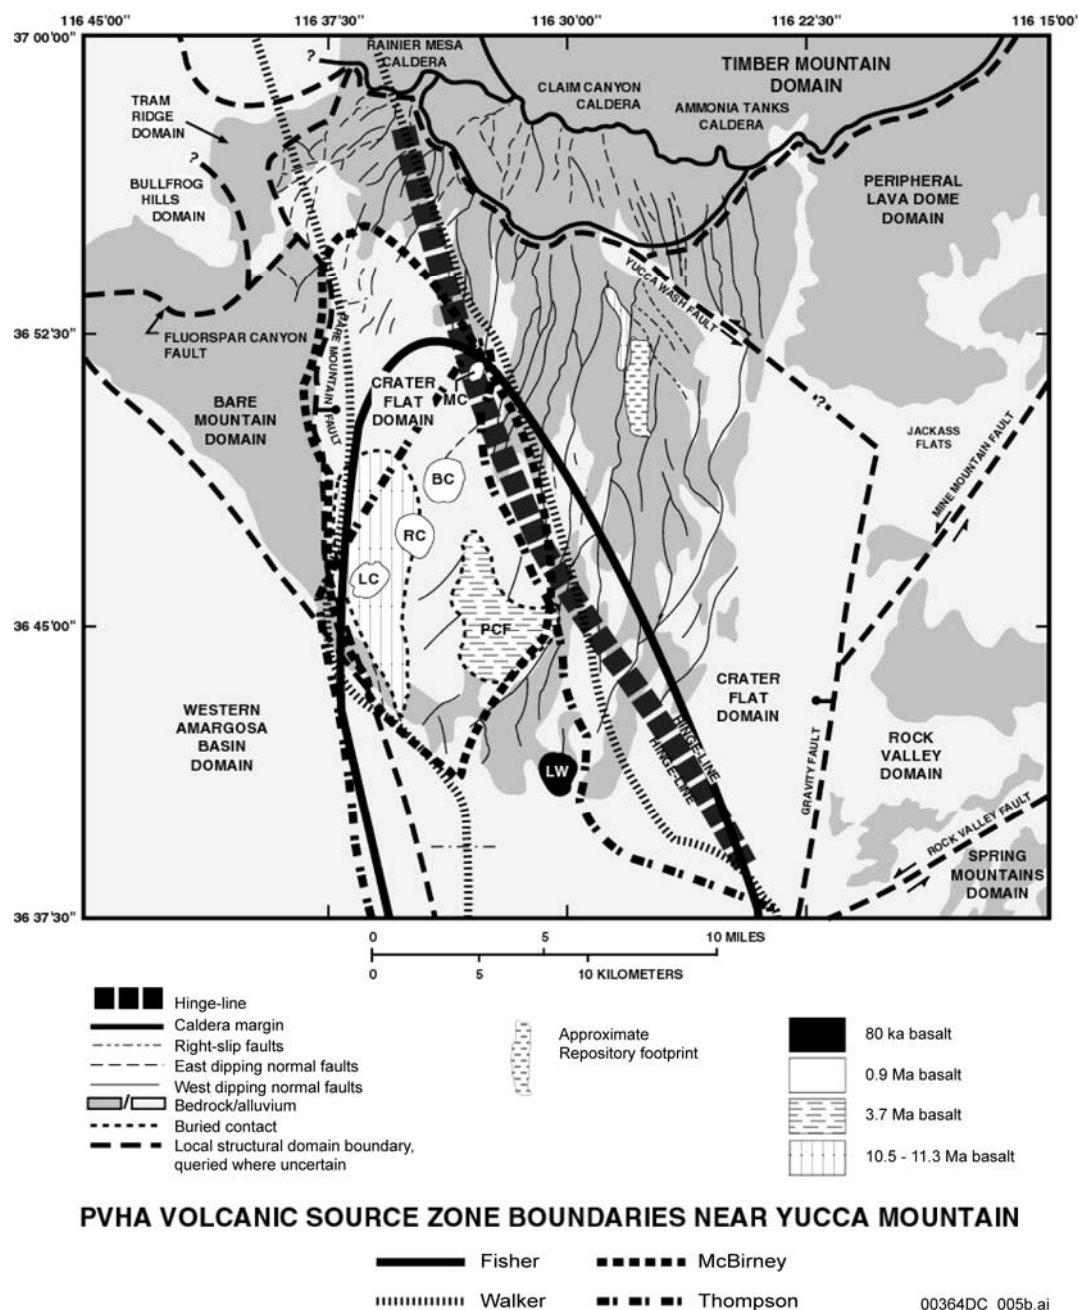 116 45'00" 116 37'30" 116 30'00" 116 22'30" 116 15'00"
37 00'00"
RAINIER MESA
CALDERA
?
TIMBER MOUNTAIN
DOMAIN
CLAIM CANYON
CALDERA
AMMONIA TANKS
CALDERA
TRAM
RIDGE
DOMAIN
?
BULLFROG
HILLS
DOMAIN
PERIPHERAL
LAVA DOME
DOMAIN
YUCCA WASH FAULT
36 52'30"
FLUORSPAR CANYON
FAULT
BARE MOUNTAIN FAULT
CRATER
FLAT
DOMAIN
MC
BARE
MOUNTAIN
DOMAIN
?
JACKASS
FLATS
MINE MOUNTAIN FAULT
BC
RC
LC
36 45'00"
PCF
WESTERN
AMARGOSA
BASIN
DOMAIN
CRATER
FLAT
DOMAIN
HINGE-LINE
HINGE-LINE
GRAVITY FAULT
ROCK
VALLEY
DOMAIN
LW
ROCK VALLEY FAULT
SPRING
MOUNTAINS
DOMAIN
36 37'30"
0 5 10 MILES
0 5 10 KILOMETERS
Hinge-line
Caldera margin
Right-slip faults
East dipping normal faults
West dipping normal faults
/ Bedrock/alluvium
Buried contact
Local structural domain boundary,
queried where uncertain
Approximate
Repository footprint
80 ka basalt
0.9 Ma basalt
3.7 Ma basalt
10.5 - 11.3 Ma basalt
PVHA VOLCANIC SOURCE ZONE BOUNDARIES NEAR YUCCA MOUNTAIN
Fisher McBirney
Walker Thompson
00364DC_005b.ai